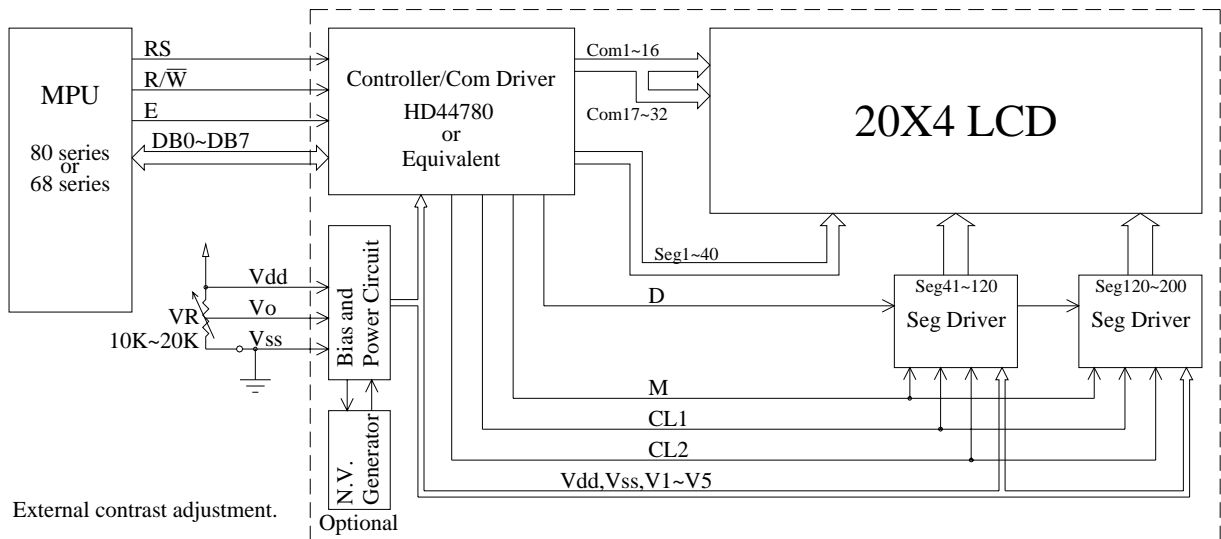 MPU
80 series
or
68 series
RS
R/W̅
E
DB0~DB7
Controller/Com Driver
HD44780
or
Equivalent
Com1~16
Com17~32
20X4 LCD
Seg1~40
Vdd
Vo
Vss
VR
10K~20K
Bias and
Power Circuit
N.V.
Generator
Optional
D
Seg41~120
Seg Driver
Seg120~200
Seg Driver
M
CL1
CL2
Vdd,Vss,V1~V5
External contrast adjustment.